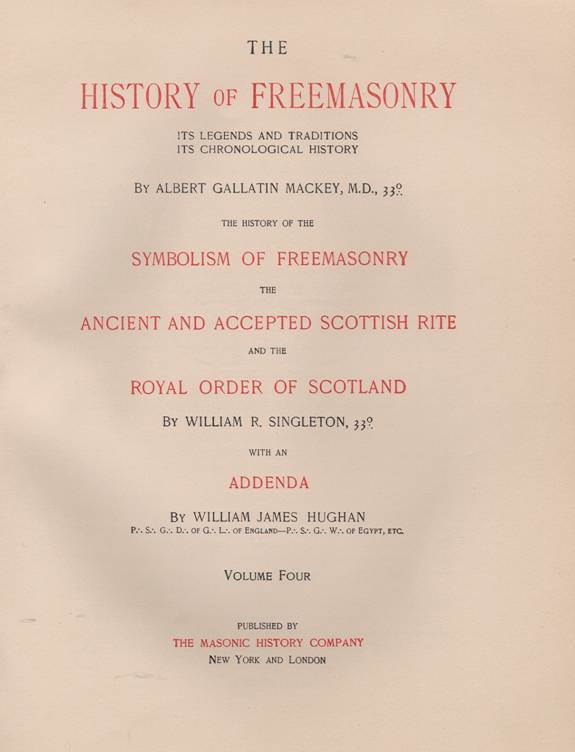 THE
HISTORY OF FREEMASONRY
ITS LEGENDS AND TRADITIONS
ITS CHRONOLOGICAL HISTORY
BY ALBERT GALLATIN MACKEY, M.D., 33º.
THE HISTORY OF THE
SYMBOLISM OF FREEMASONRY
THE
ANCIENT AND ACCEPTED SCOTTISH RITE
AND THE
ROYAL ORDER OF SCOTLAND
BY WILLIAM R. SINGLETON, 33º.
WITH AN
ADDENDA
BY WILLIAM JAMES HUGHAN
P∴ S∴ G∴ D∴ OF G∴ L∴ OF ENGLAND—P∴ S∴ G∴ W∴ OF EGYPT, ETC.
VOLUME FOUR
PUBLISHED BY
THE MASONIC HISTORY COMPANY
NEW YORK AND LONDON